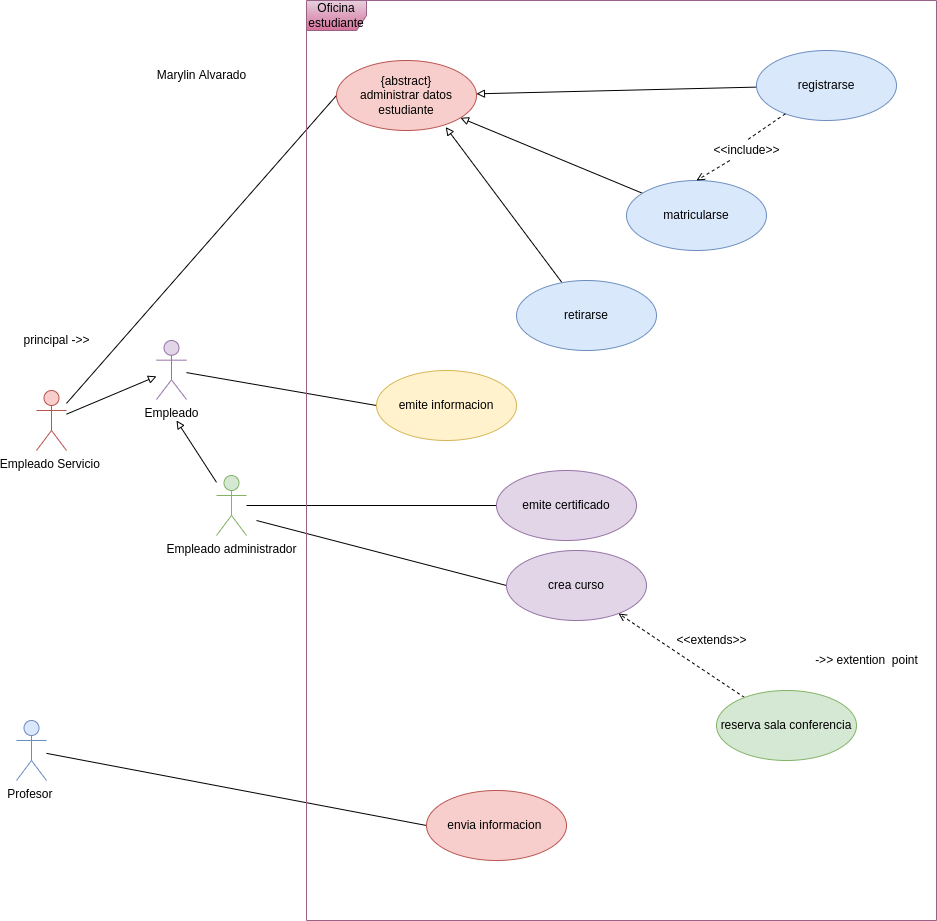 Oficina
estudiante
Marylin Alvarado
{abstract}
administrar datos
estudiante
registrarse
<<include>>
matricularse
retirarse
principal ->>
Empleado
emite informacion
Empleado Servicio
emite certificado
Empleado administrador
crea curso
<<extends>>
->> extention  point
reserva sala conferencia
Profesor
envia informacion